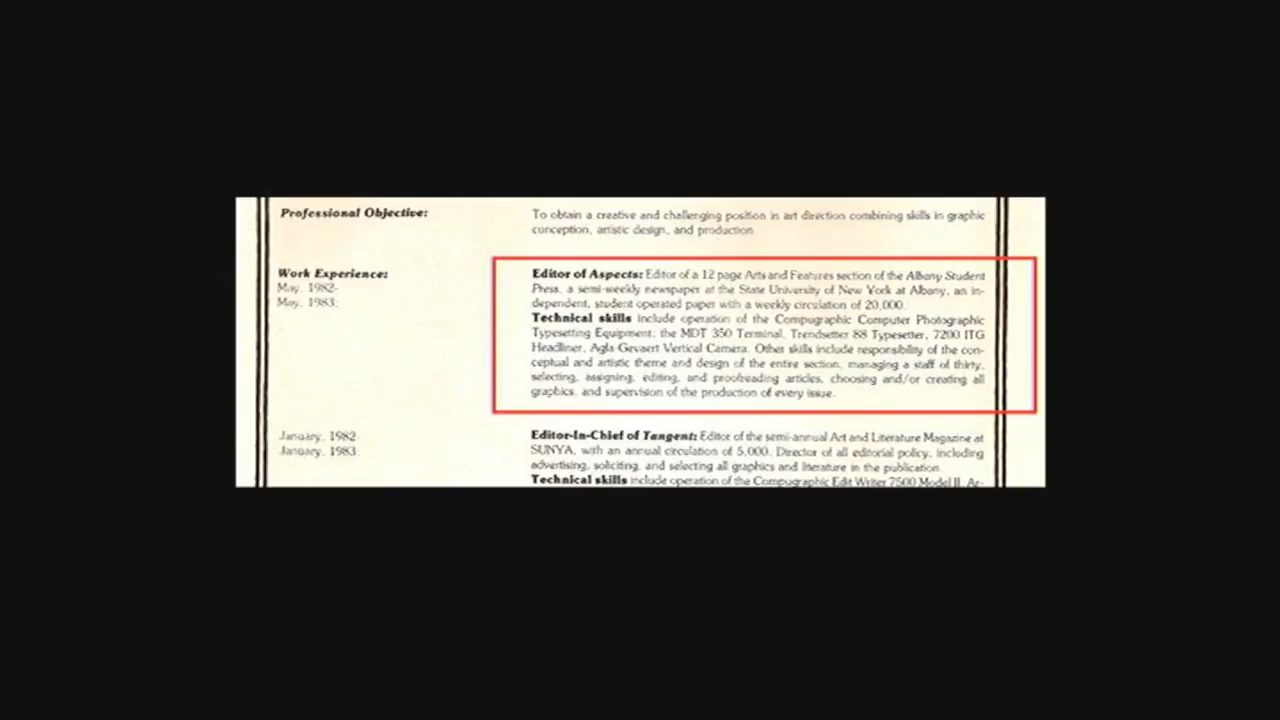 Professional Objective:
To obtain a creative and challenging position in art direction combining skills in graphic
conception, artistic design, and production.
Work Experience:
May, 1982-
May, 1983:
Editor of Aspects: Editor of a 12 page Arts and Features section of the Albany Student
Press, a semi-weekly newspaper at the State University of New York at Albany, an in-
dependent, student operated paper with a weekly circulation of 20,000.
Technical skills include operation of the Compugraphic Computer Photographic
Typesetting Equipment; the MDT 350 Terminal, Trendsetter 88 Typesetter, 7200 ITG
Headliner, Agfa Gevaert Vertical Camera. Other skills include responsibility of the con-
ceptual and artistic theme and design of the entire section, managing a staff of thirty,
selecting, assigning, editing, and proofreading articles, choosing and/or creating all
graphics, and supervision of the production of every issue.
January, 1982-
January, 1983:
Editor-In-Chief of Tangent: Editor of the semi-annual Art and Literature Magazine at
SUNYA, with an annual circulation of 5,000. Director of all editorial policy, including
advertising, soliciting, and selecting all graphics and literature in the publication.
Technical skills include operation of the Compugraphic Edit Writer 7500 Model II, Ar-